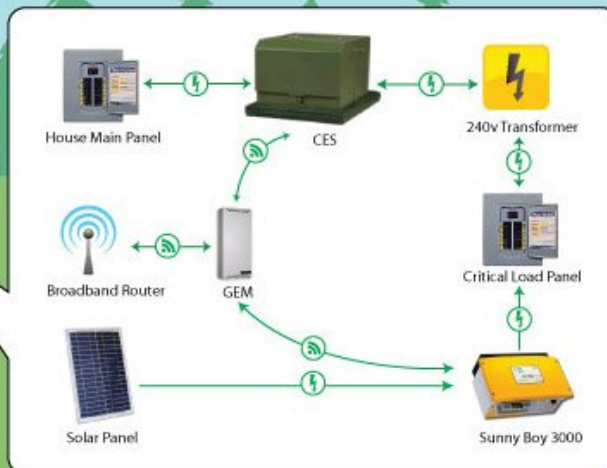 House Main Panel
CES
240v Transformer
Broadband Router
GEM
Critical Load Panel
Solar Panel
Sunny Boy 3000